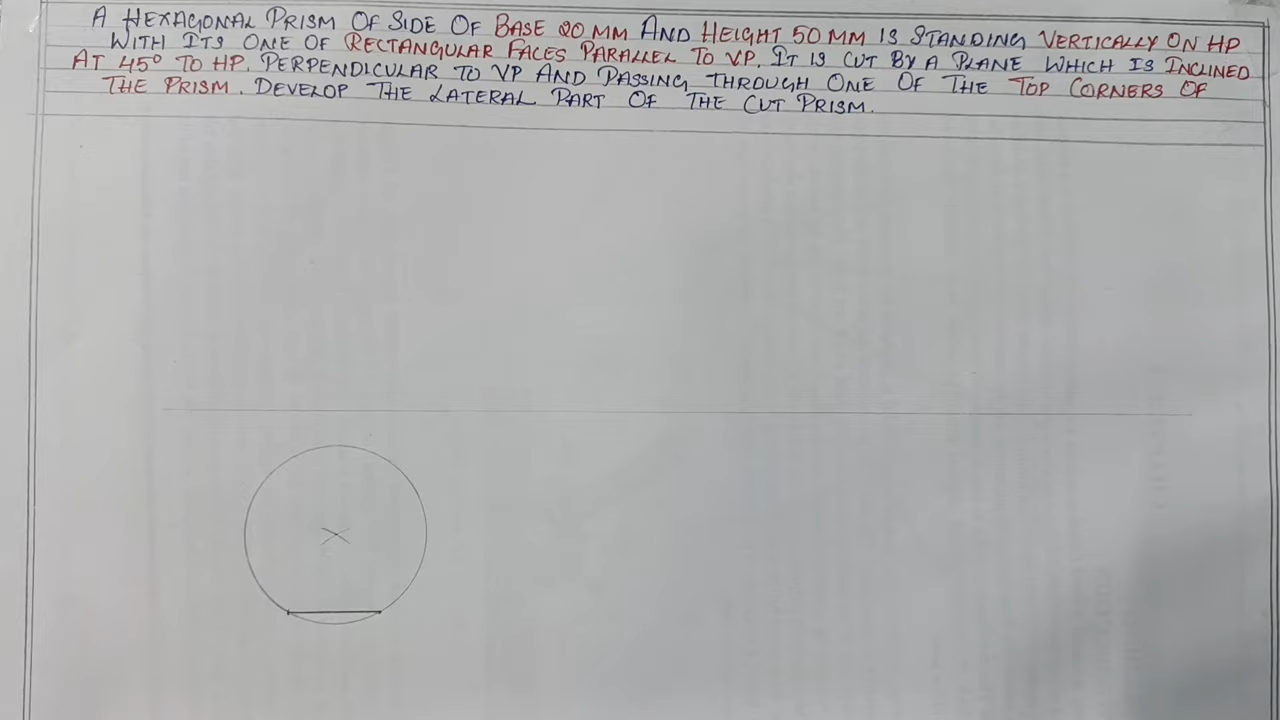 A HEXAGONAL PRISM OF SIDE OF BASE 20 MM AND HEIGHT 50 MM IS STANDING VERTICALLY ON HP
WITH ITS ONE OF RECTANGULAR FACES PARALLEL TO VP. IT IS CUT BY A PLANE WHICH IS INCLINED
AT 45° TO HP. PERPENDICULAR TO VP AND PASSING THROUGH ONE OF THE TOP CORNERS OF
THE PRISM. DEVELOP THE LATERAL PART OF THE CUT PRISM.